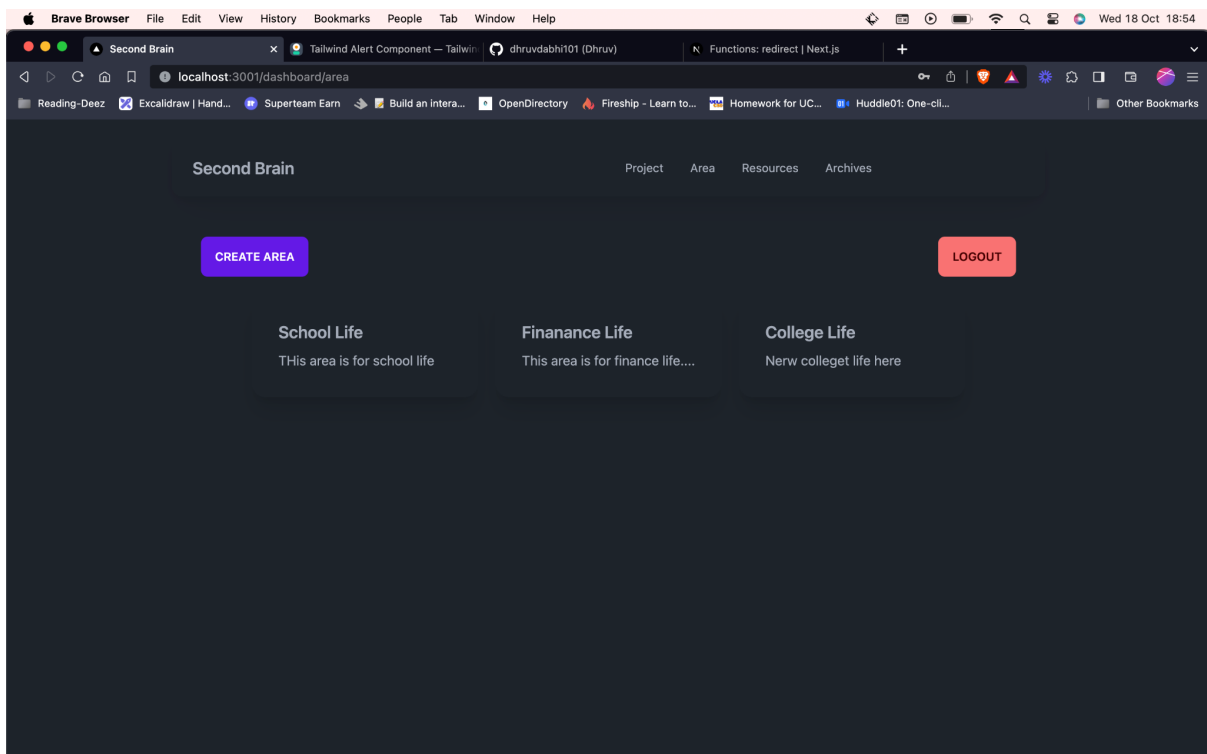 Brave Browser File Edit View History Bookmarks People Tab Window Help Wed 18 Oct 18:54
Second Brain Tailwind Alert Component — Tailwin dhruvdabhi101 (Dhruv) Functions: redirect | Next.js
localhost:3001/dashboard/area
Reading-Deez Excalidraw | Hand... Superteam Earn Build an intera... OpenDirectory Fireship - Learn to... Homework for UC... Huddle01: One-cli... Other Bookmarks
Second Brain Project Area Resources Archives
CREATE AREA LOGOUT
School Life Finanance Life College Life
THis area is for school life This area is for finance life.... Nerw colleget life here